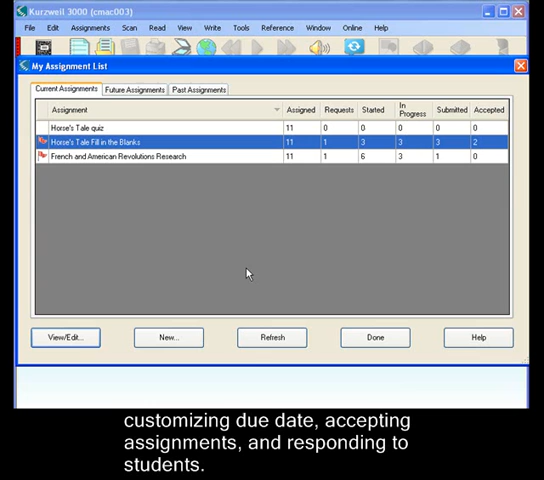 Kurzweil 3000 (cmac003)
File Edit Assignments Scan Read View Write Tools Reference Window Online Help
My Assignment List
Current Assignments Future Assignments Past Assignments
Assignment Assigned Requests Started In Progress Submitted Accepted
Horse's Tale quiz 11 0 0 0 0 0
Horse's Tale Fill in the Blanks 11 1 3 3 3 2
French and American Revolutions Research 11 1 6 3 1 0
View/Edit... New... Refresh Done Help
customizing due date, accepting
assignments, and responding to
students.